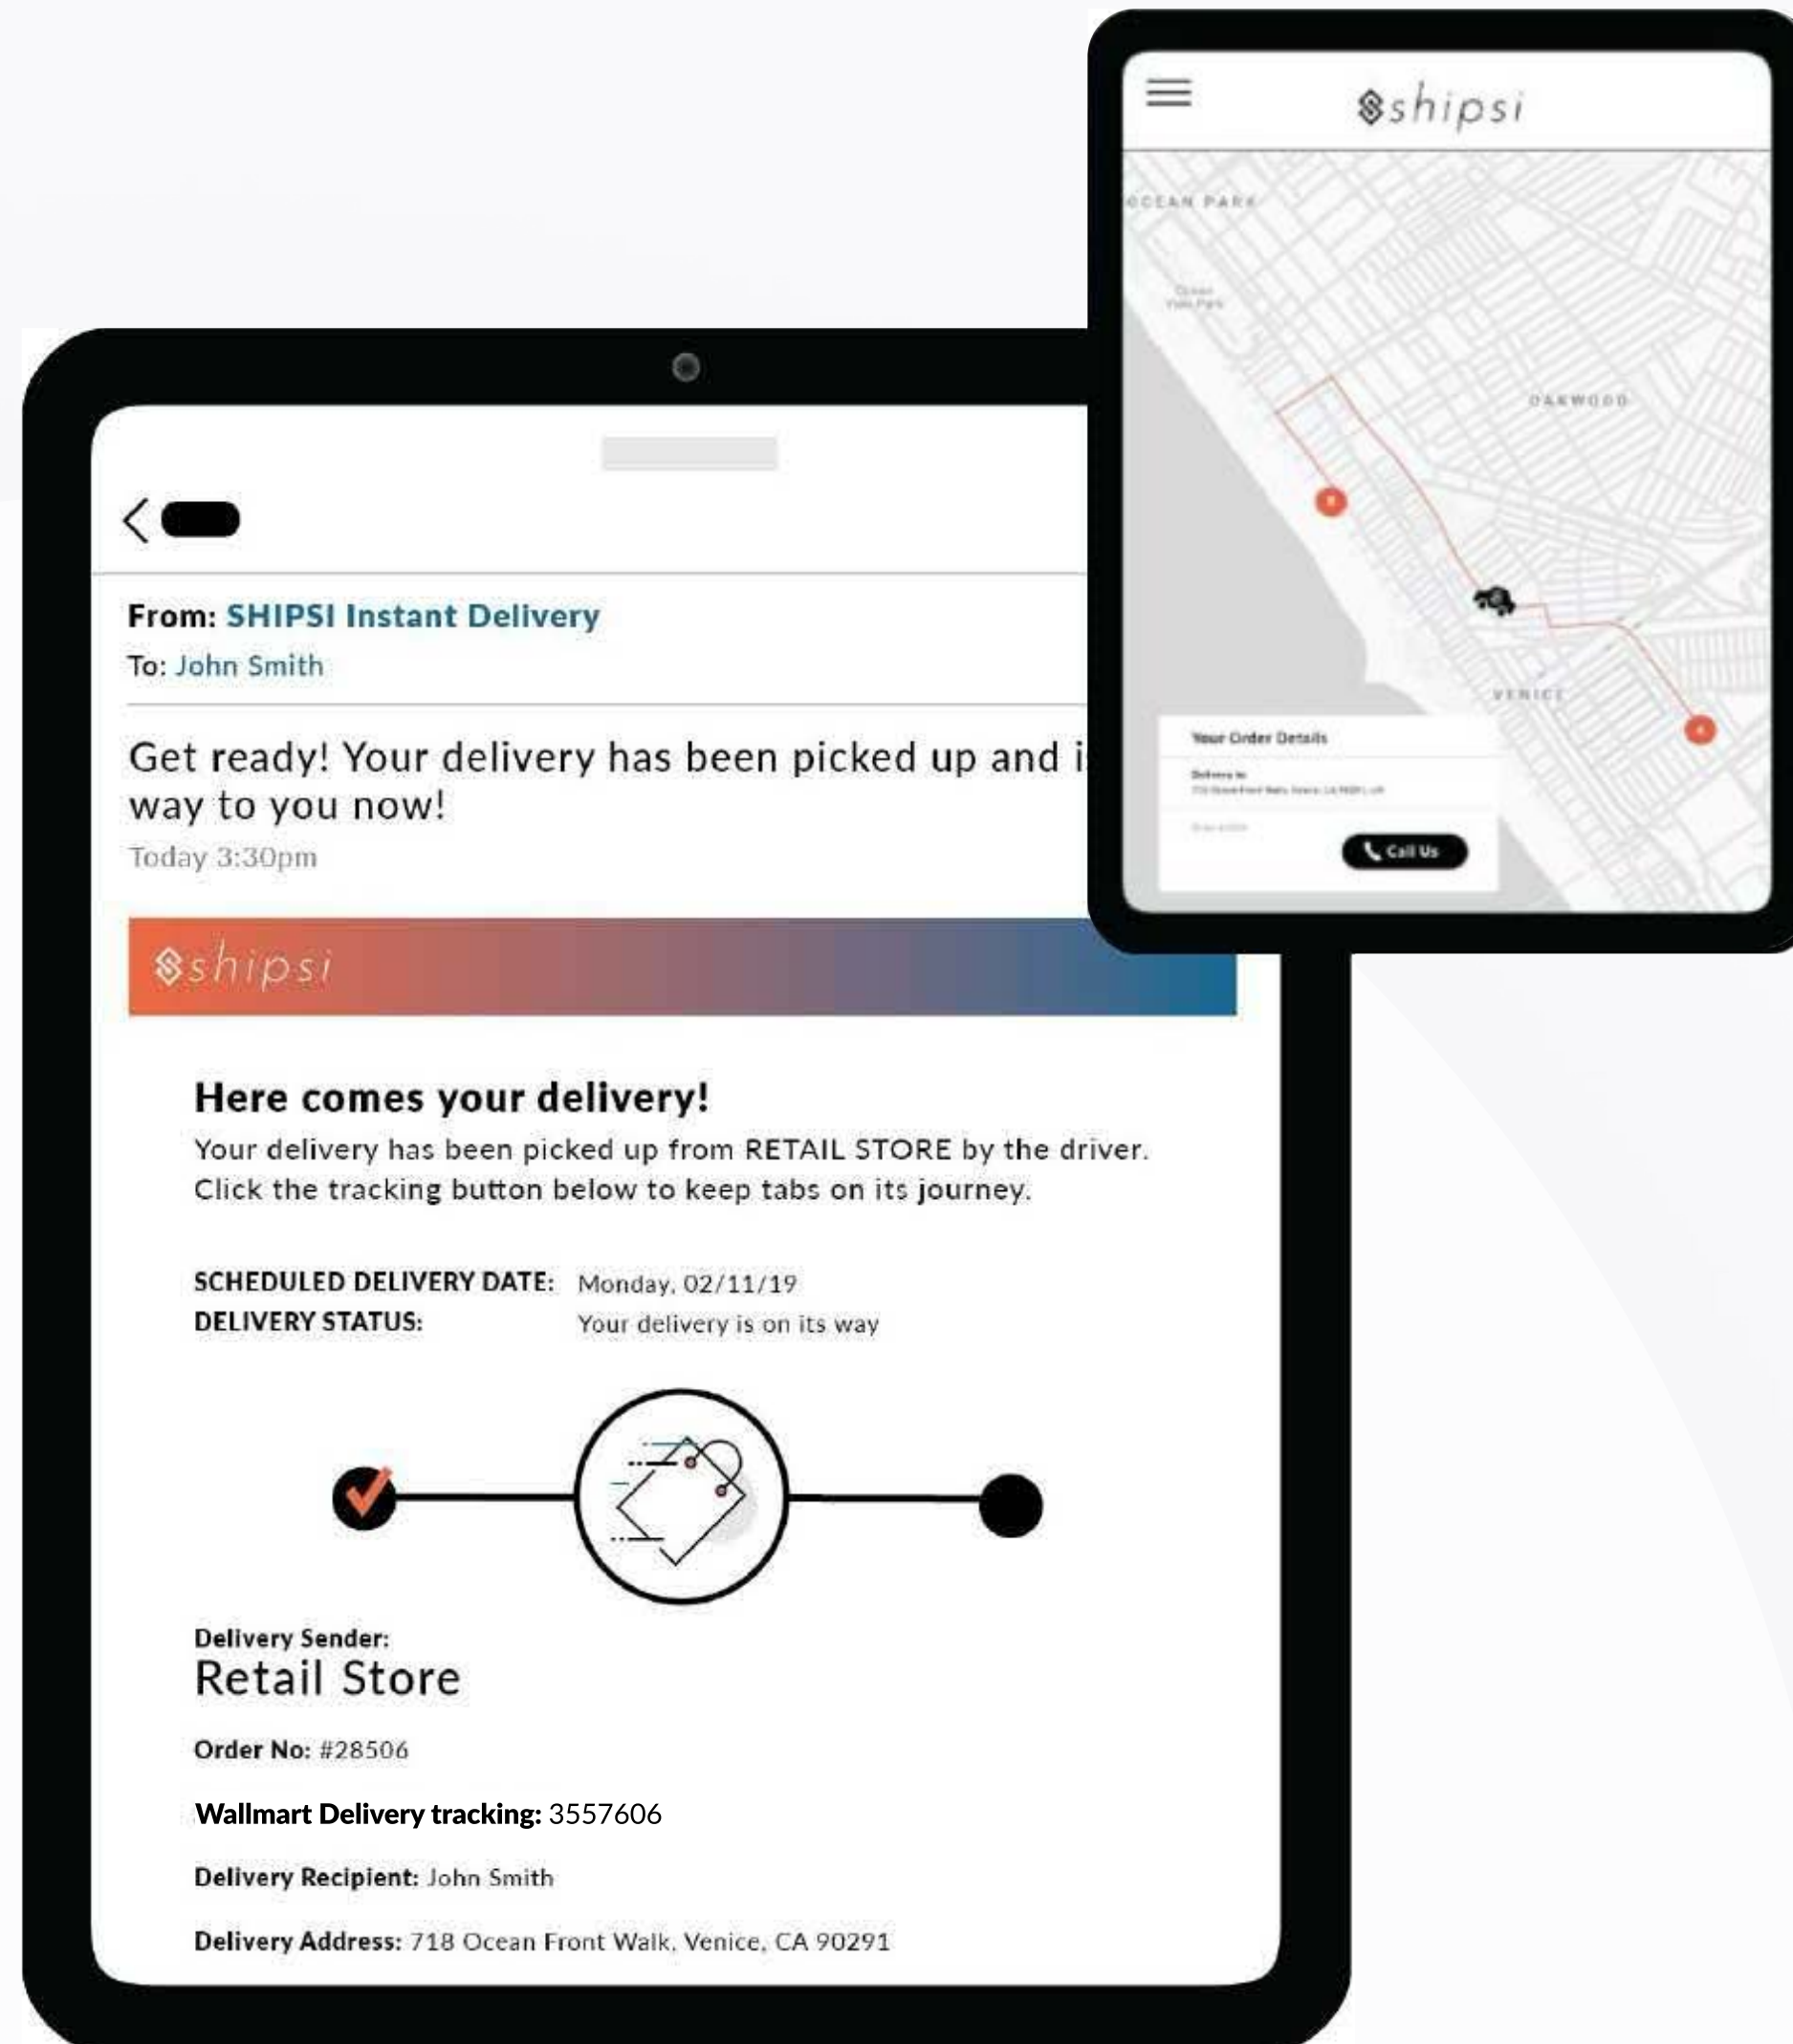 shipsi
OCEAN PARK
Ocean
View Park
OAKWOOD
VENICE
Your Order Details
Delivery to
Call Us
From: SHIPSI Instant Delivery
To: John Smith
Get ready! Your delivery has been picked up and
way to you now!
Today 3:30pm
shipsi
Here comes your delivery!
Your delivery has been picked up from RETAIL STORE by the driver.
Click the tracking button below to keep tabs on its journey.
SCHEDULED DELIVERY DATE: Monday, 02/11/19
DELIVERY STATUS: Your delivery is on its way
Delivery Sender:
Retail Store
Order No: #28506
Wallmart Delivery tracking: 3557606
Delivery Recipient: John Smith
Delivery Address: 718 Ocean Front Walk, Venice, CA 90291